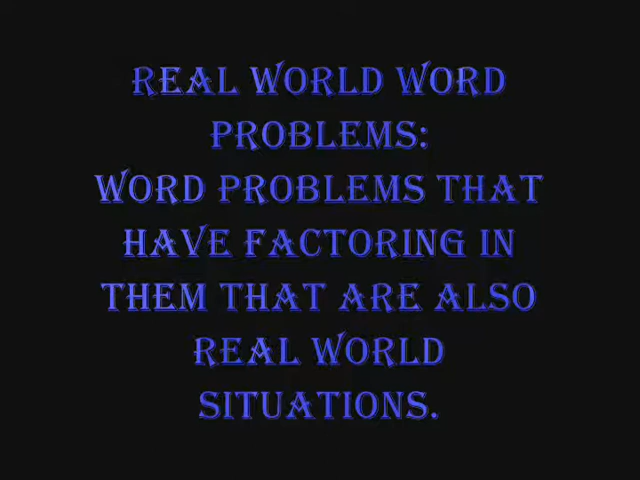 REAL WORLD WORD
PROBLEMS:
WORD PROBLEMS THAT
HAVE FACTORING IN
THEM THAT ARE ALSO
REAL WORLD
SITUATIONS.